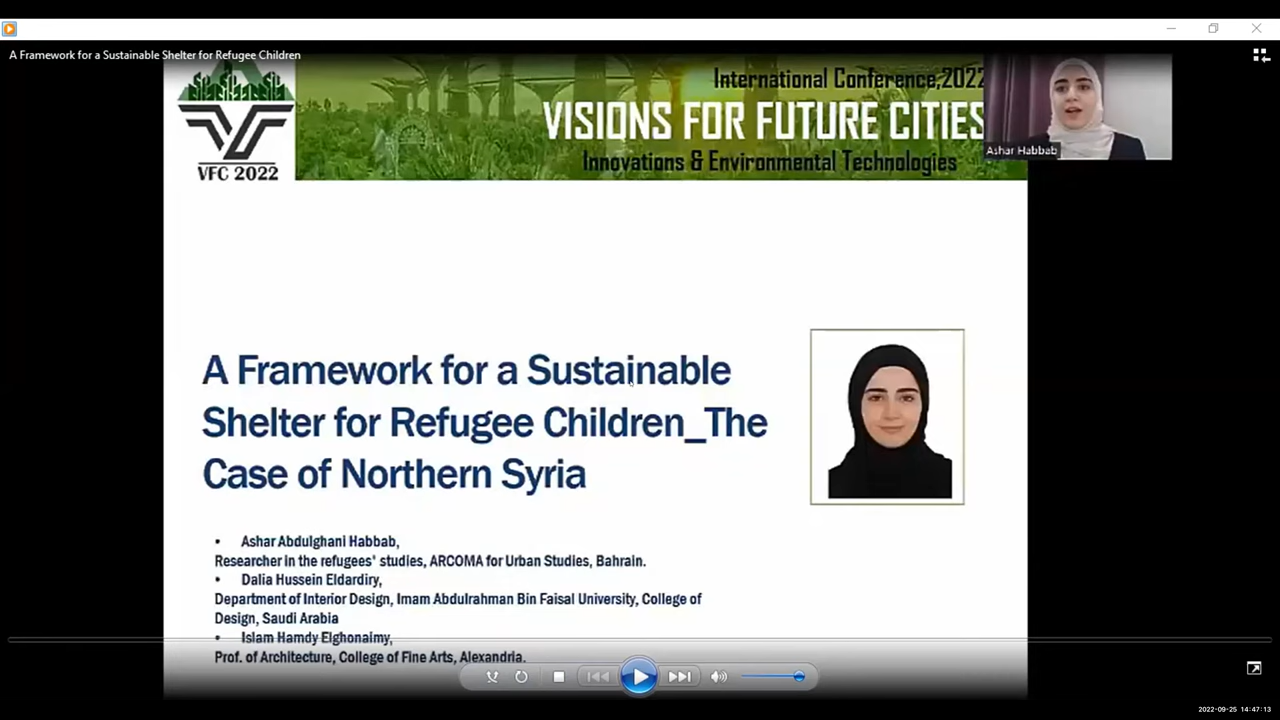 A Framework for a Sustainable Shelter for Refugee Children
International Conference,2022
VISIONS FOR FUTURE CITIES
Innovations & Environmental Technologies
VFC 2022
Ashar Habbab
A Framework for a Sustainable
Shelter for Refugee Children_The
Case of Northern Syria
• Ashar Abdulghani Habbab,
Researcher in the refugees' studies, ARCOMA for Urban Studies, Bahrain.
• Dalia Hussein Eldardiry,
Department of Interior Design, Imam Abdulrahman Bin Faisal University, College of
Design, Saudi Arabia
• Islam Hamdy Elghonaimy,
Prof. of Architecture, College of Fine Arts, Alexandria.
2022-09-25 14:47:13